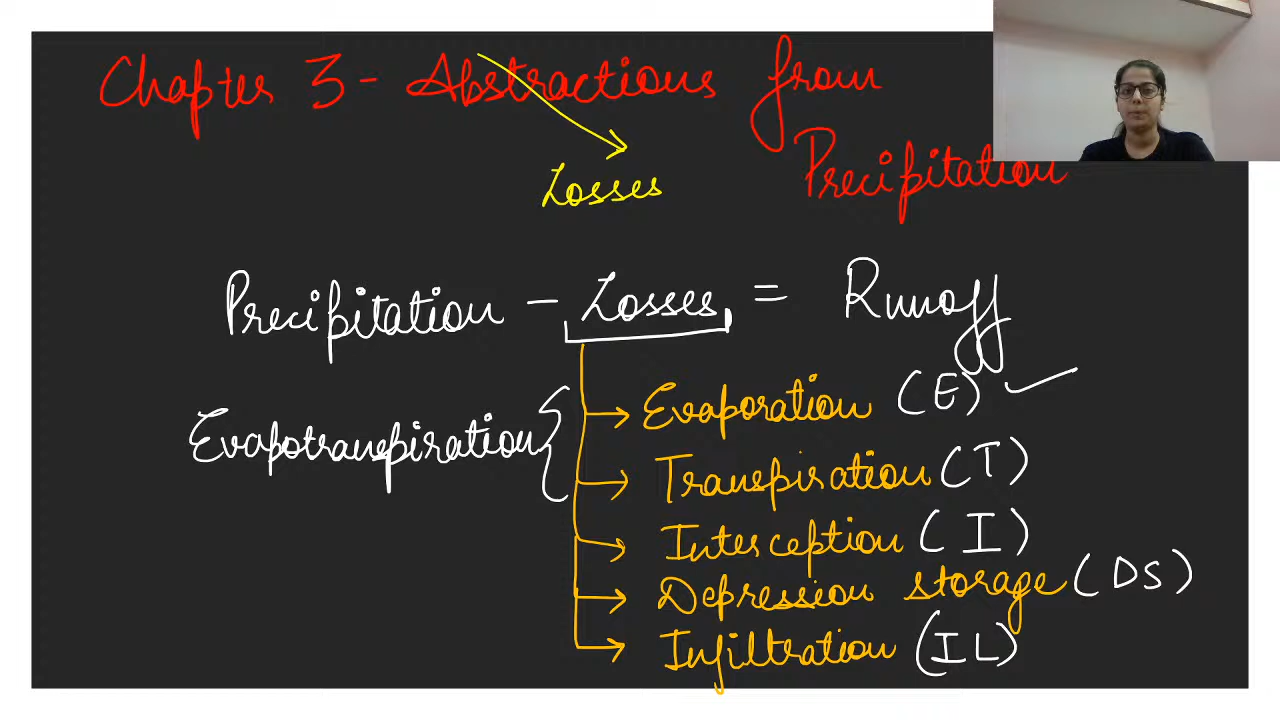 Chapter 3 - Abstractions from
Precipitation
Losses
Precipitation - Losses = Runoff
Evaporation (E) ✓
Evapotranspiration
Transpiration (T)
Interception (I)
Depression storage (DS)
Infiltration (IL)